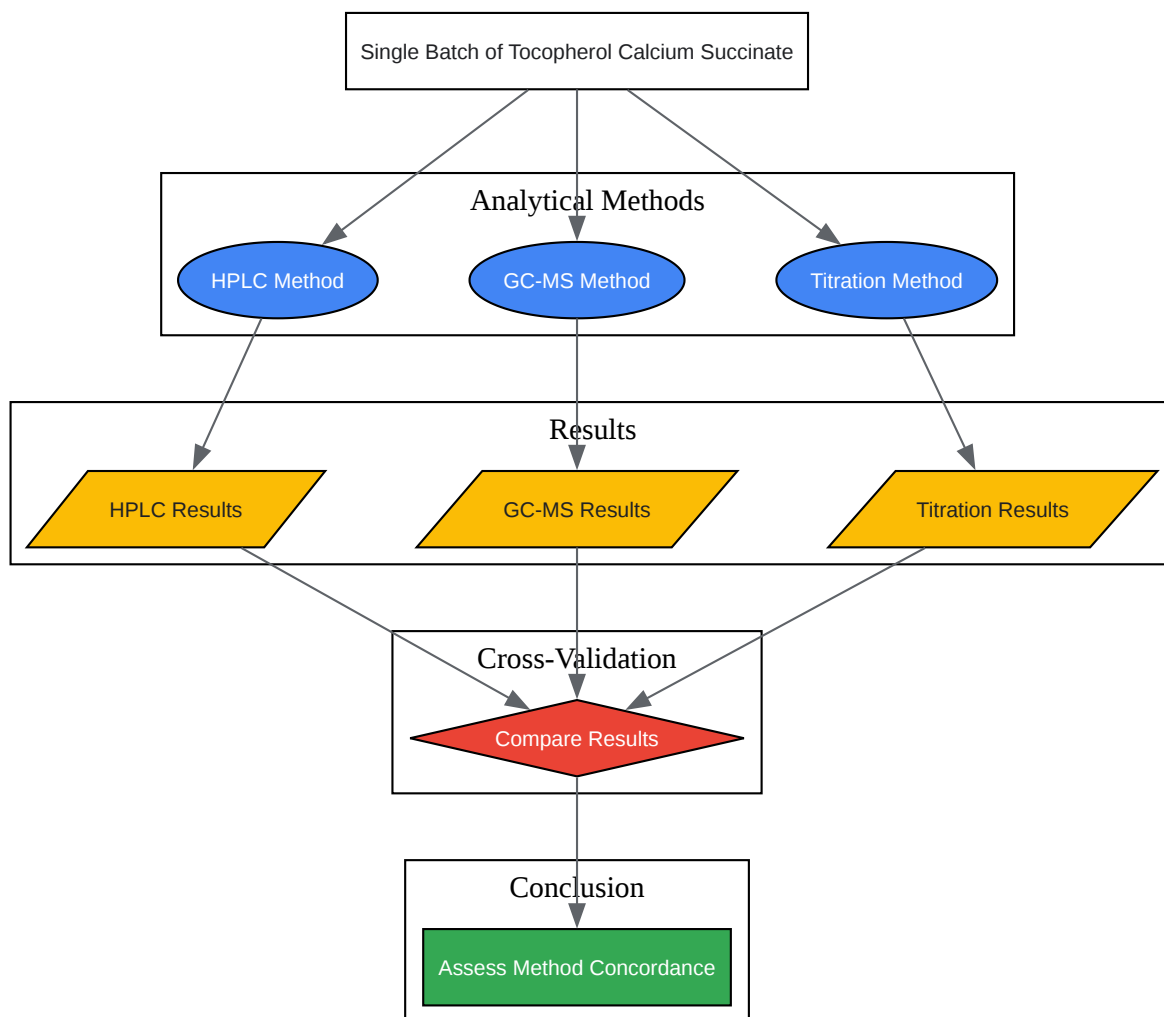 Single Batch of Tocopherol Calcium Succinate
Analytical Methods
HPLC Method
GC-MS Method
Titration Method
Results
HPLC Results
GC-MS Results
Titration Results
Cross-Validation
Compare Results
Conclusion
Assess Method Concordance